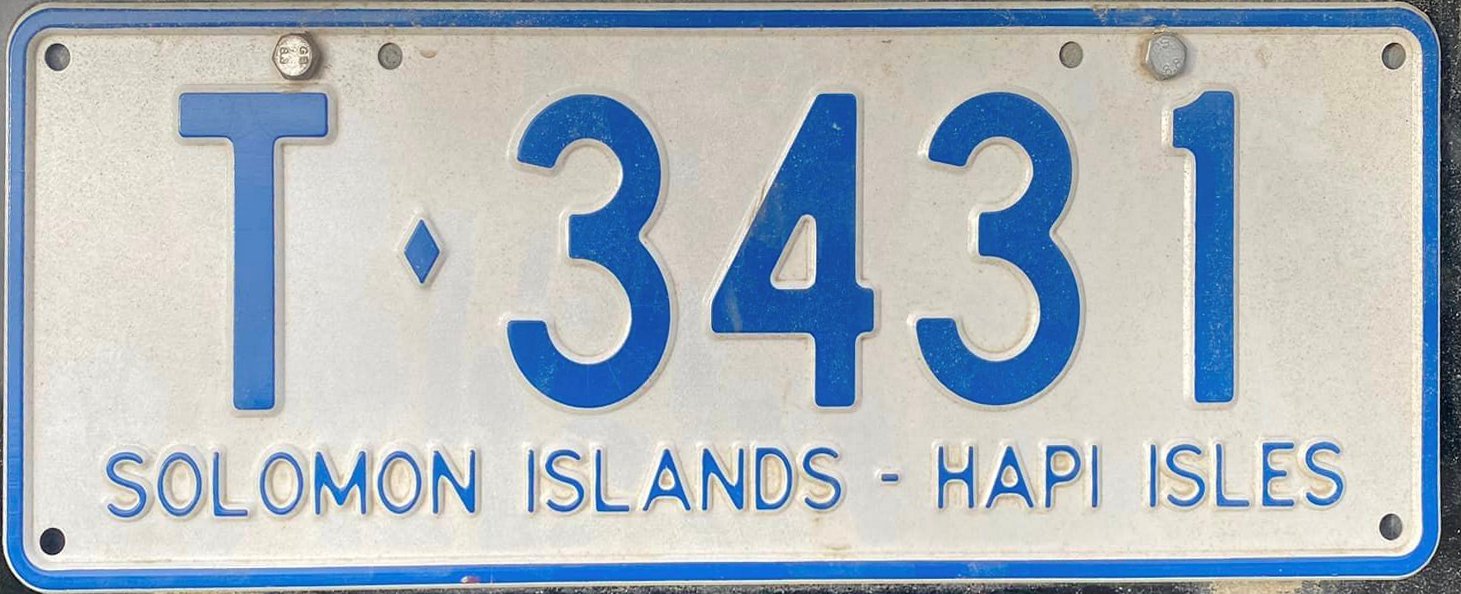 T♦3431
SOLOMON ISLANDS - HAPI ISLES